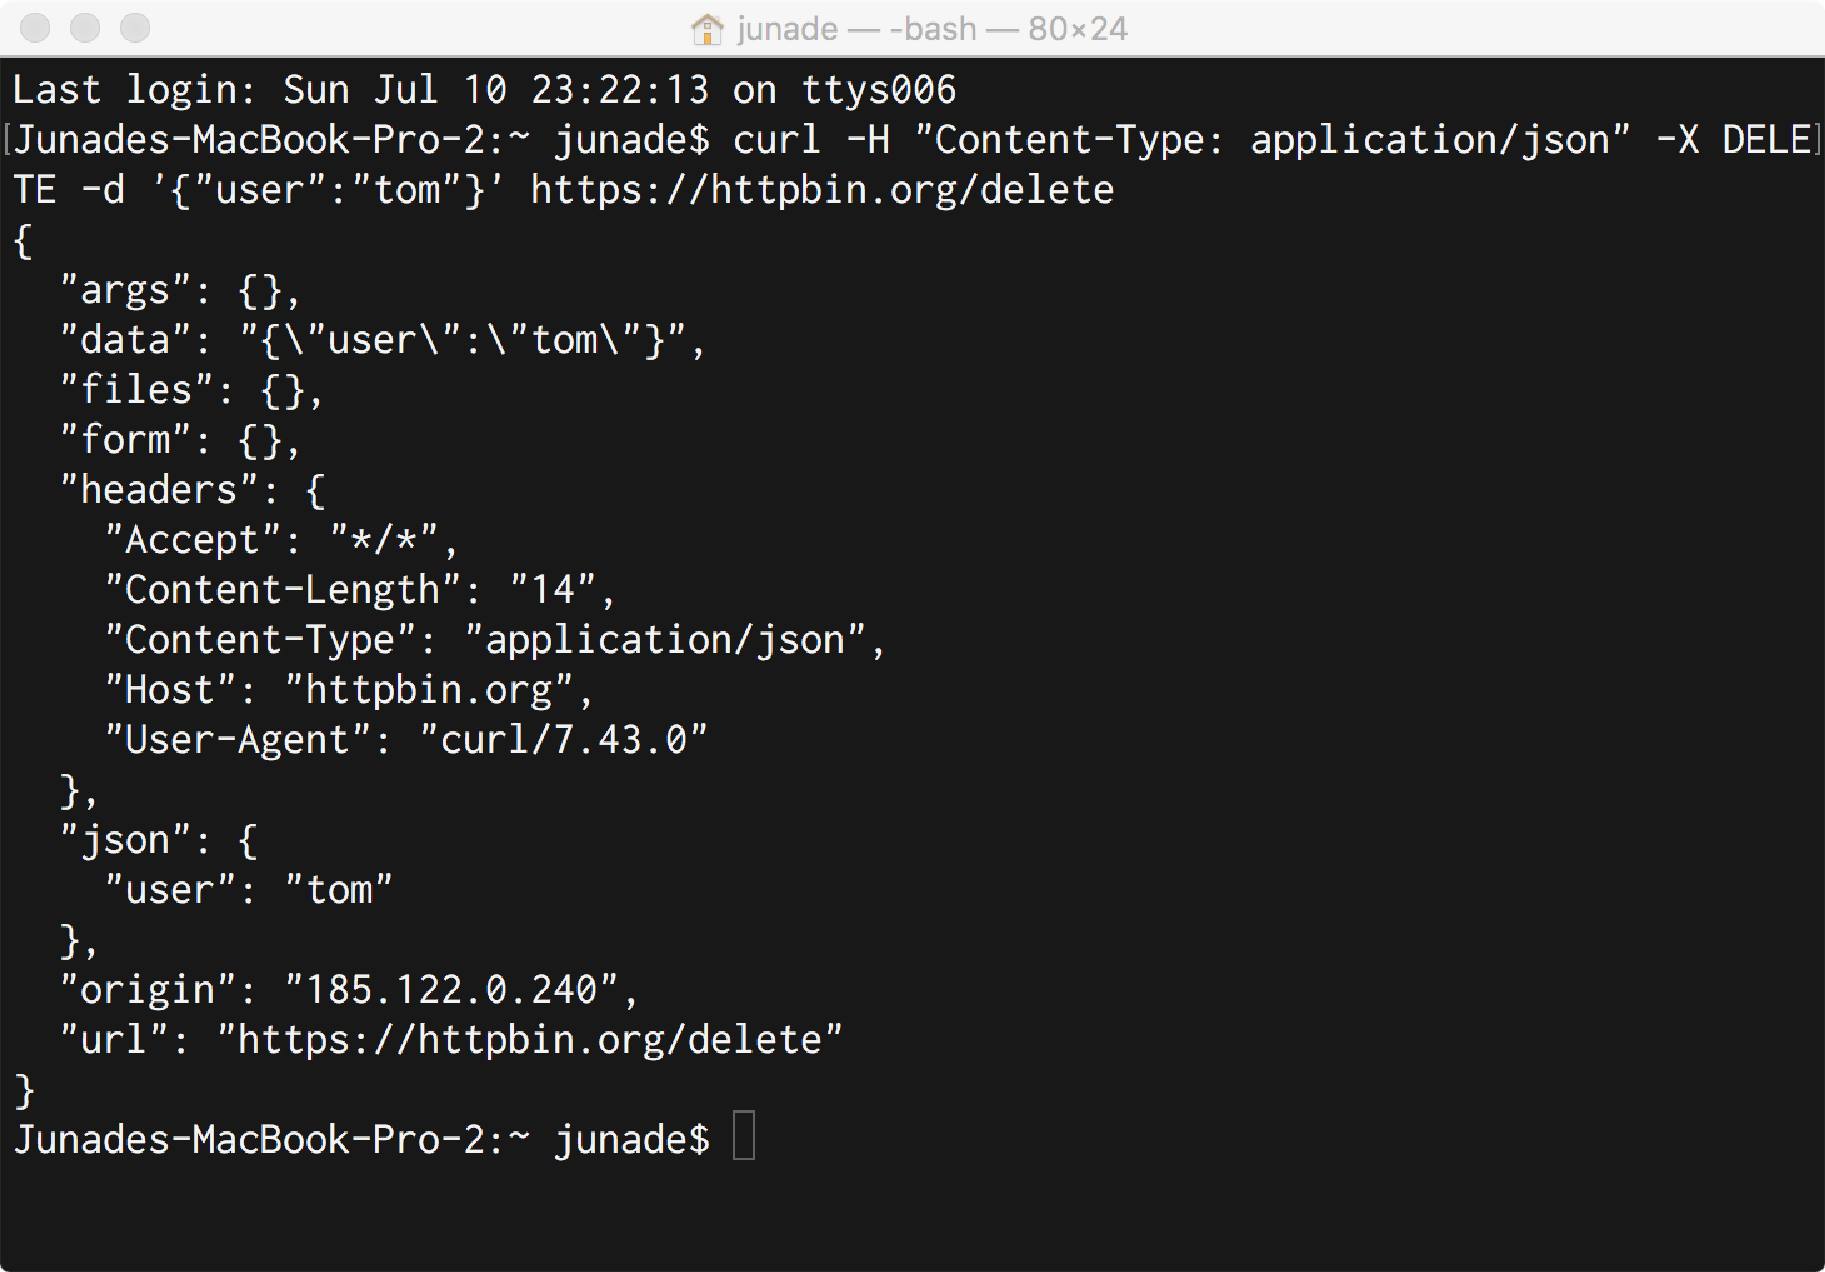 junade — -bash — 80×24
Last login: Sun Jul 10 23:22:13 on ttys006
[Junades-MacBook-Pro-2:~ junade$ curl -H "Content-Type: application/json" -X DELE]
TE -d '{"user":"tom"}' https://httpbin.org/delete
{
  "args": {},
  "data": "{\"user\":\"tom\"}",
  "files": {},
  "form": {},
  "headers": {
    "Accept": "*/*",
    "Content-Length": "14",
    "Content-Type": "application/json",
    "Host": "httpbin.org",
    "User-Agent": "curl/7.43.0"
  },
  "json": {
    "user": "tom"
  },
  "origin": "185.122.0.240",
  "url": "https://httpbin.org/delete"
}
Junades-MacBook-Pro-2:~ junade$